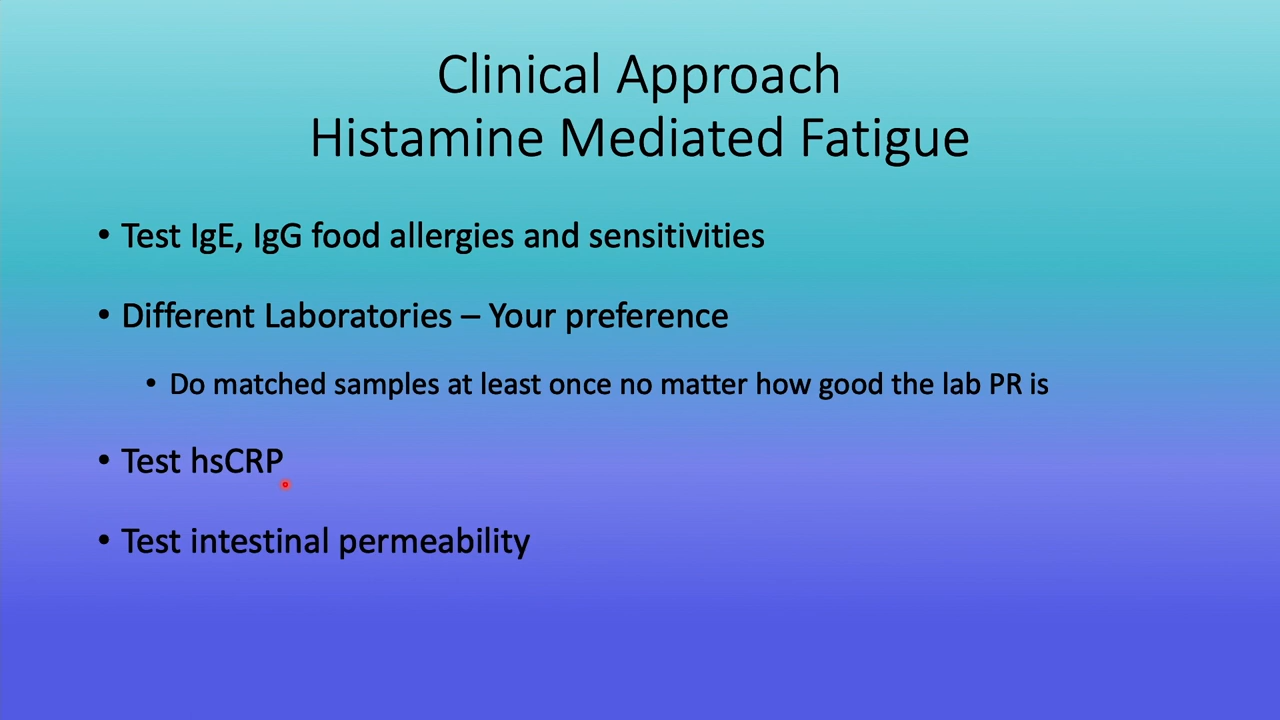 Clinical Approach
Histamine Mediated Fatigue
• Test IgE, IgG food allergies and sensitivities
• Different Laboratories – Your preference
• Do matched samples at least once no matter how good the lab PR is
• Test hsCRP
• Test intestinal permeability